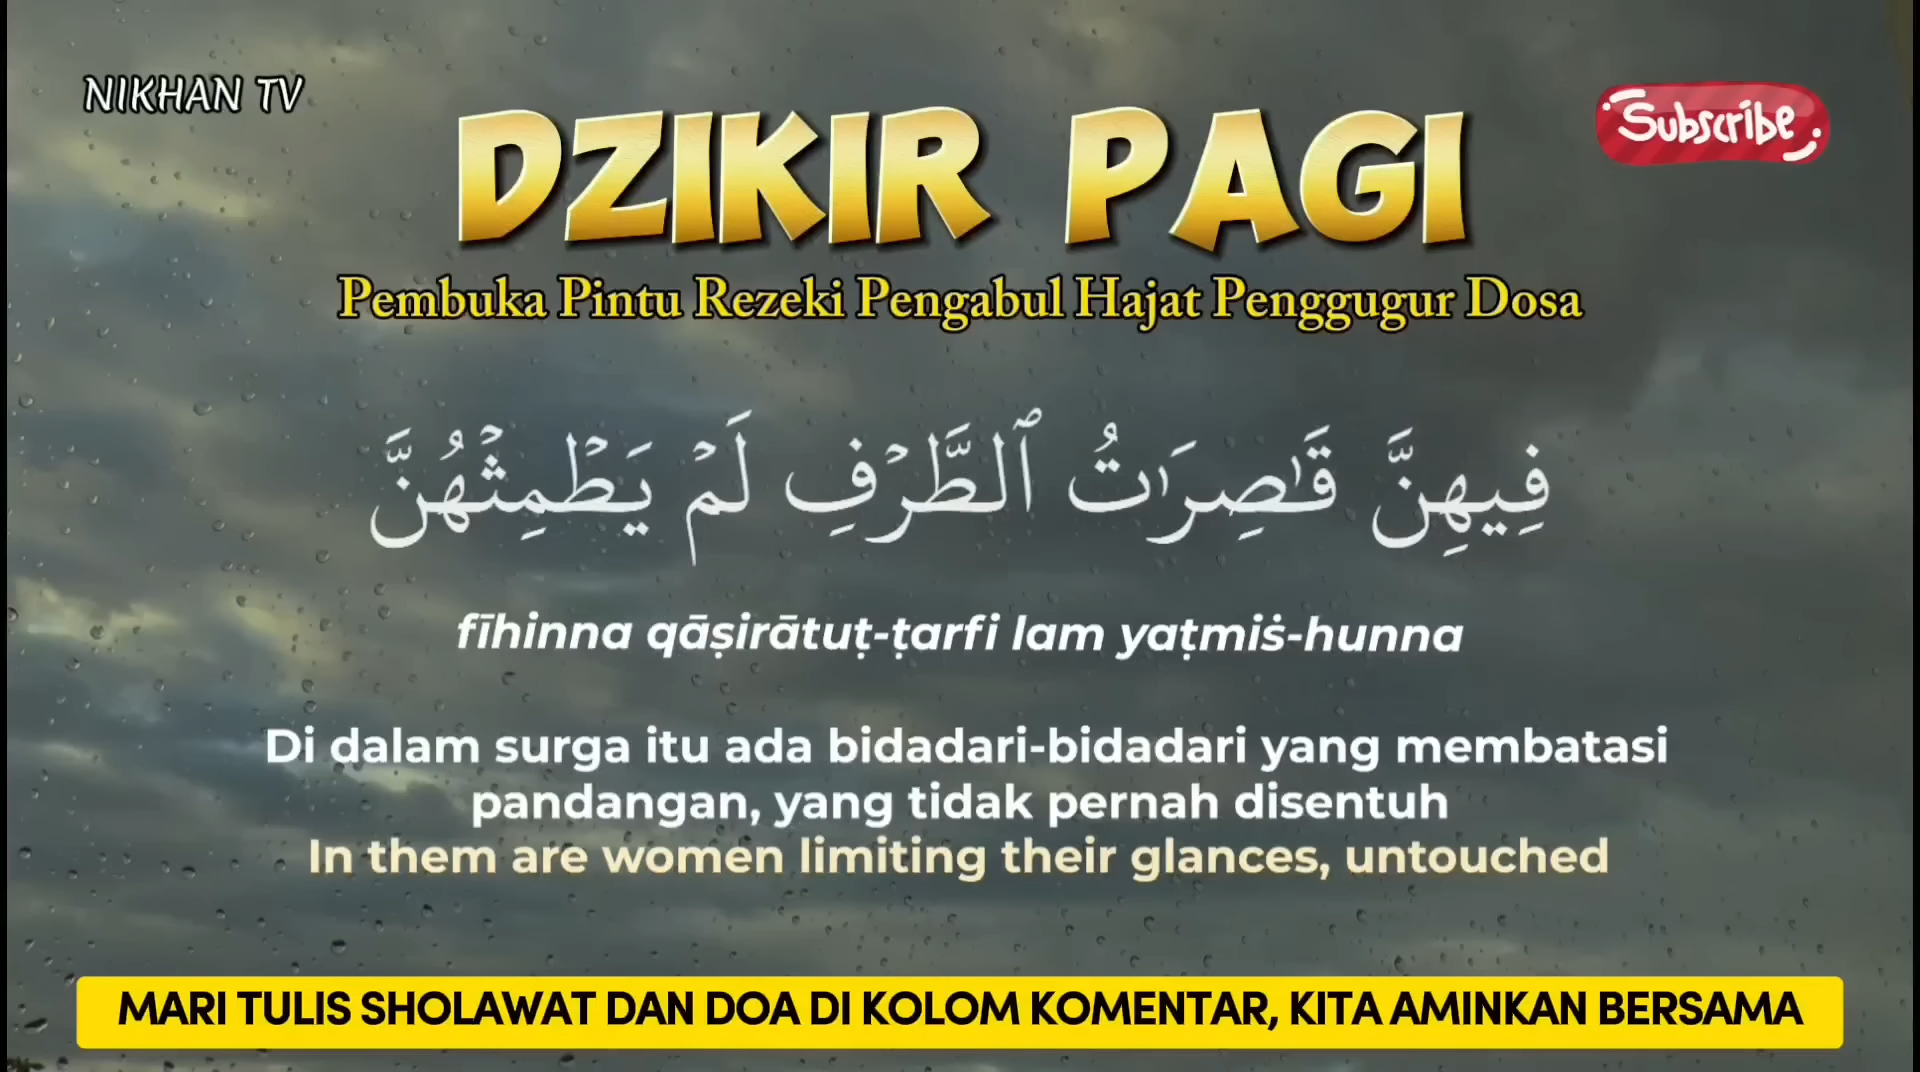 NIKHAN TV
Subscribe
DZIKIR PAGI
Pembuka Pintu Rezeki Pengabul Hajat Penggugur Dosa
فِيهِنَّ قَٰصِرَٰتُ ٱلطَّرْفِ لَمْ يَطْمِثْهُنَّ
fīhinna qāṣirātuṭ-ṭarfi lam yaṭmiṡ-hunna
Di dalam surga itu ada bidadari-bidadari yang membatasi
pandangan, yang tidak pernah disentuh
In them are women limiting their glances, untouched
MARI TULIS SHOLAWAT DAN DOA DI KOLOM KOMENTAR, KITA AMINKAN BERSAMA